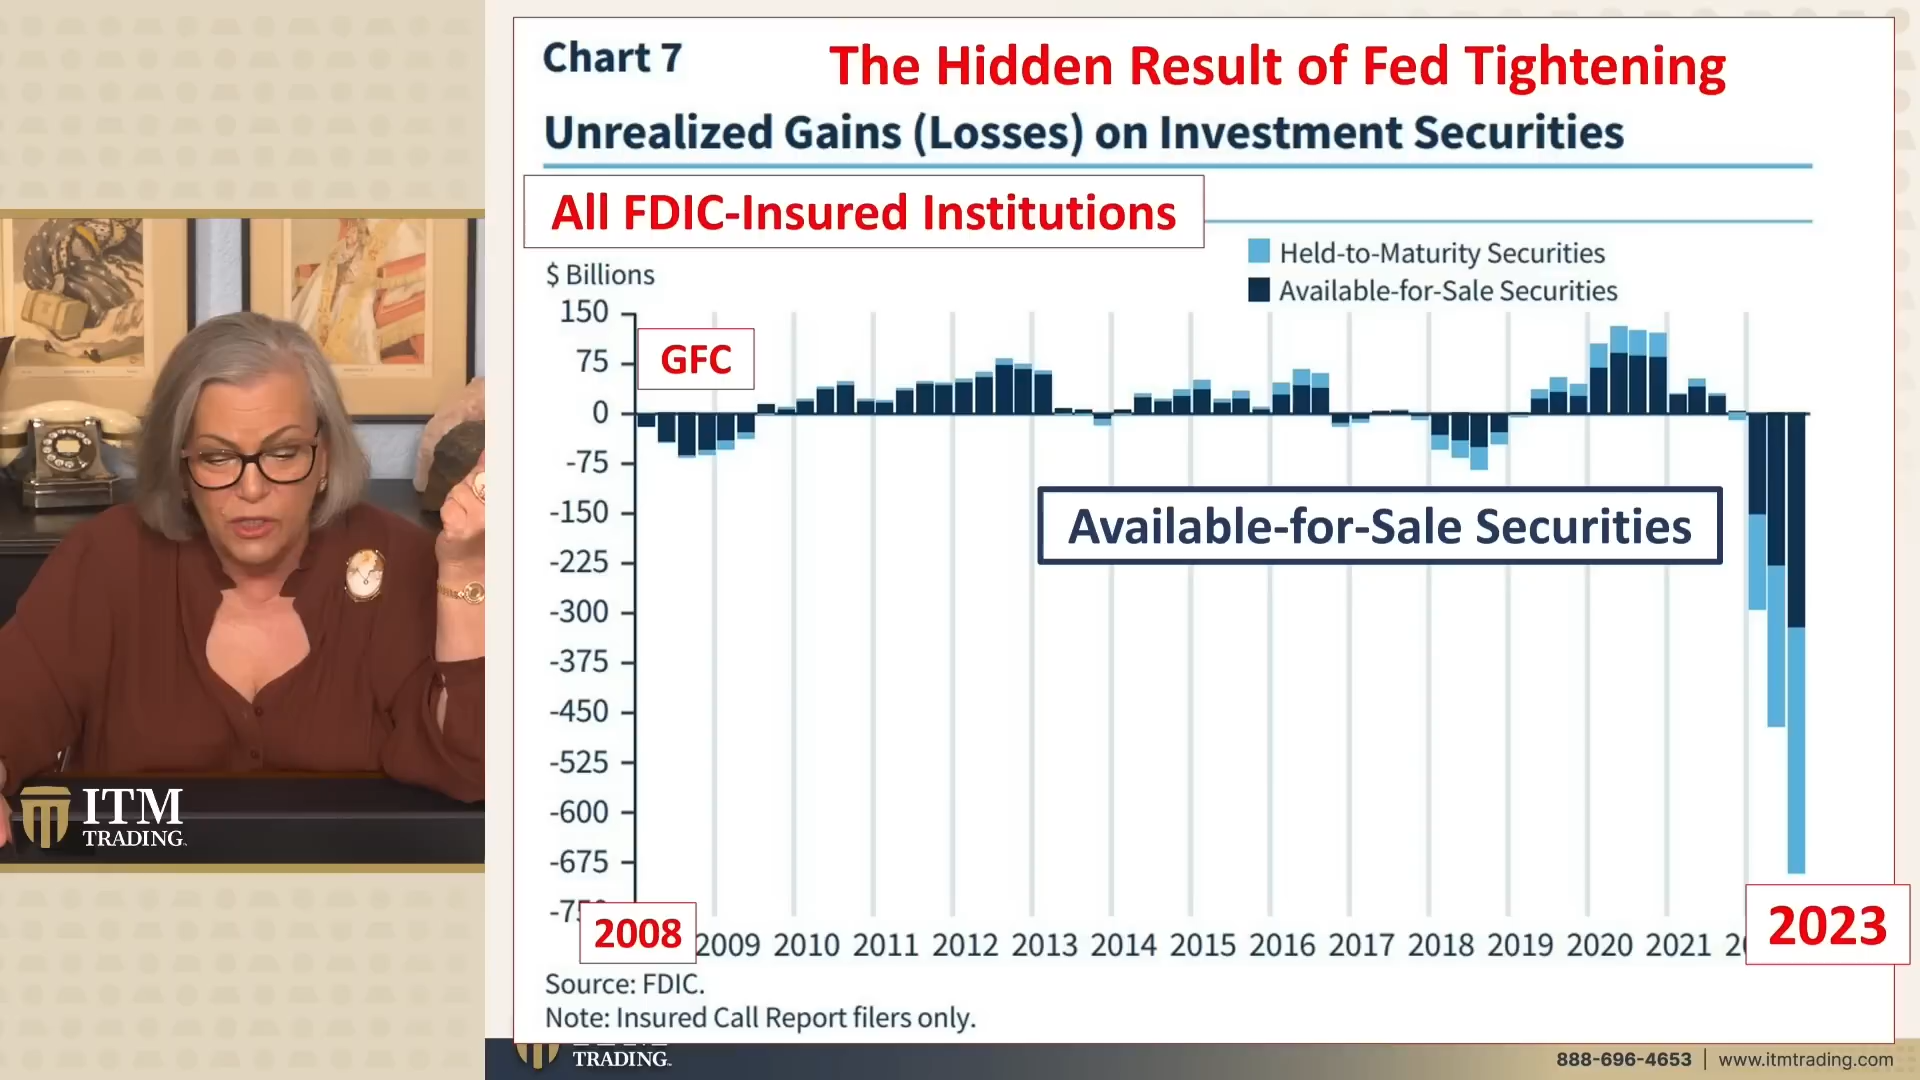 Chart 7
The Hidden Result of Fed Tightening
Unrealized Gains (Losses) on Investment Securities
All FDIC-Insured Institutions
Held-to-Maturity Securities
Available-for-Sale Securities
$ Billions
150
GFC
75
0
-75
-150
Available-for-Sale Securities
-225
-300
-375
-450
-525
-600
-675
2008 2009 2010 2011 2012 2013 2014 2015 2016 2017 2018 2019 2020 2021 2023
Source: FDIC.
Note: Insured Call Report filers only.
ITM
TRADING
TRADING
888-696-4653 | www.itmtrading.com